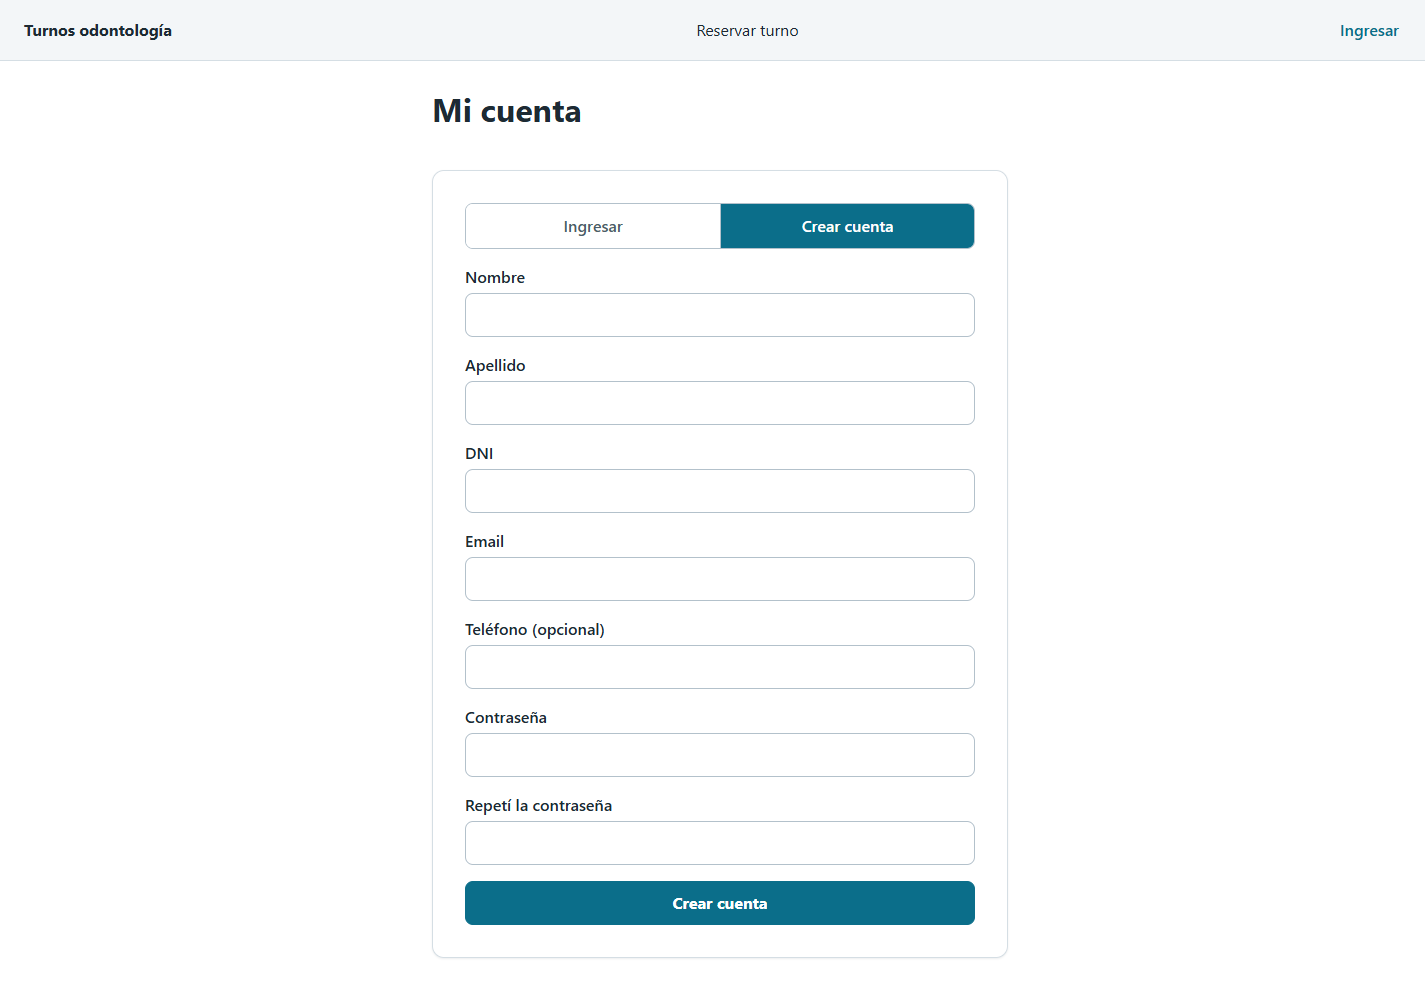 Turnos odontología
Reservar turno
Ingresar
Mi cuenta
Ingresar
Crear cuenta
Nombre
Apellido
DNI
Email
Teléfono (opcional)
Contraseña
Repetí la contraseña
Crear cuenta